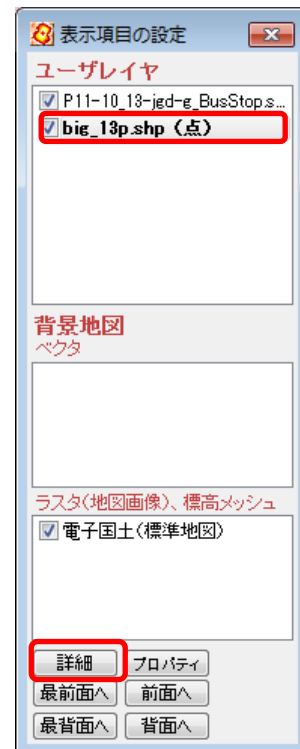 表示項目の設定
ユーザレイヤ
P11-10_13-jgd-g_BusStop.s...
big_13p.shp（点）
背景地図
ベクタ
ラスタ(地図画像)、標高メッシュ
電子国土(標準地図)
詳細 プロパティ
最前面へ 前面へ
最背面へ 背面へ